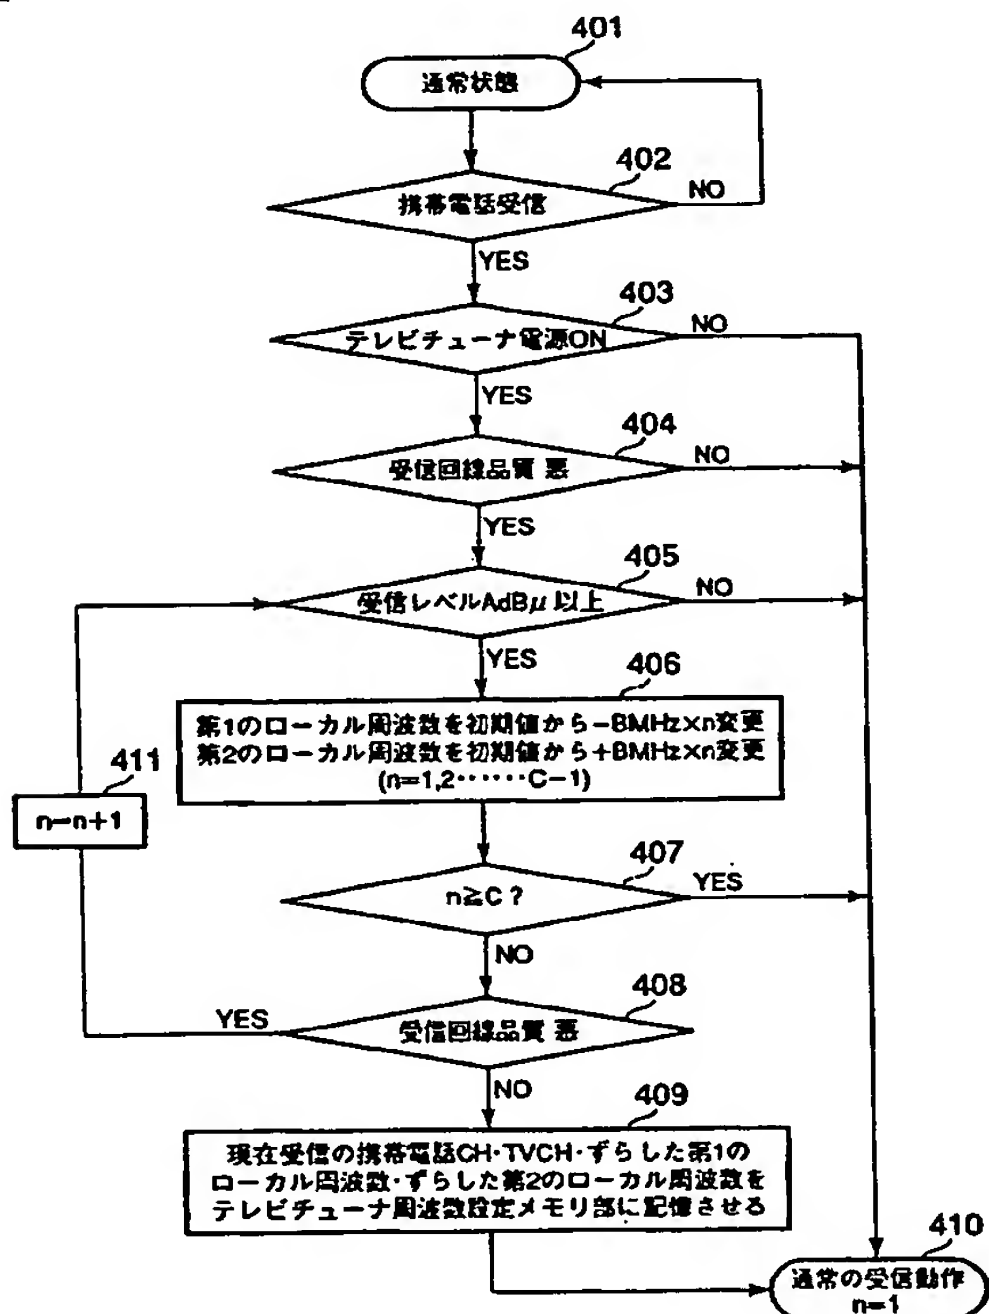 401
通常状態
402
携帯電話受信
NO
YES
403
テレビチューナ電源ON
NO
YES
404
受信回線品質 悪
NO
YES
405
受信レベルAdBμ以上
NO
YES
406
第1のローカル周波数を初期値から−BMHz×n変更
第2のローカル周波数を初期値から+BMHz×n変更
(n=1,2······C−1)
411
n−n+1
407
n≧C?
YES
NO
408
受信回線品質 悪
YES
NO
409
現在受信の携帯電話CH·TVCH·ずらした第1の
ローカル周波数·ずらした第2のローカル周波数を
テレビチューナ周波数設定メモリ部に記憶させる
410
通常の受信動作
n=1